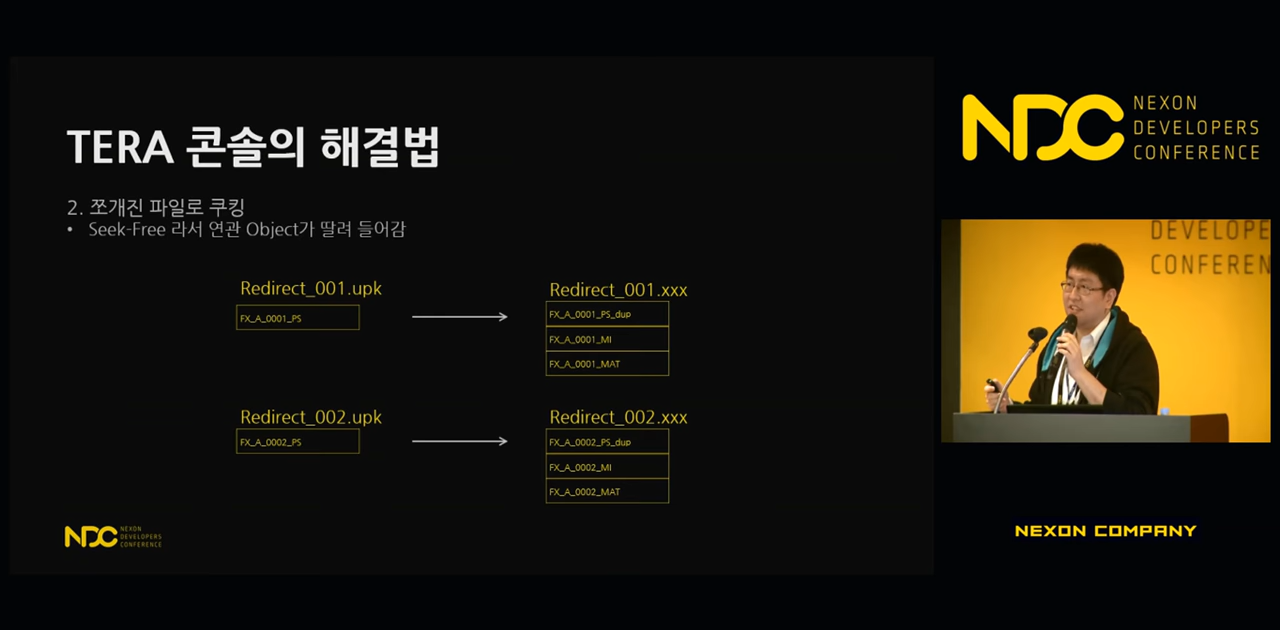 TERA 콘솔의 해결법
2. 쪼개진 파일로 쿠킹
• Seek-Free 라서 연관 Object가 딸려 들어감
Redirect_001.upk
FX_A_0001_PS
Redirect_001.xxx
FX_A_0001_PS_dup
FX_A_0001_MI
FX_A_0001_MAT
Redirect_002.upk
FX_A_0002_PS
Redirect_002.xxx
FX_A_0002_PS_dup
FX_A_0002_MI
FX_A_0002_MAT
NDC
NEXON
DEVELOPERS
CONFERENCE
NDC
NEXON
DEVELOPERS
CONFERENCE
DEVELOPE
CONFEREN
NEXON COMPANY